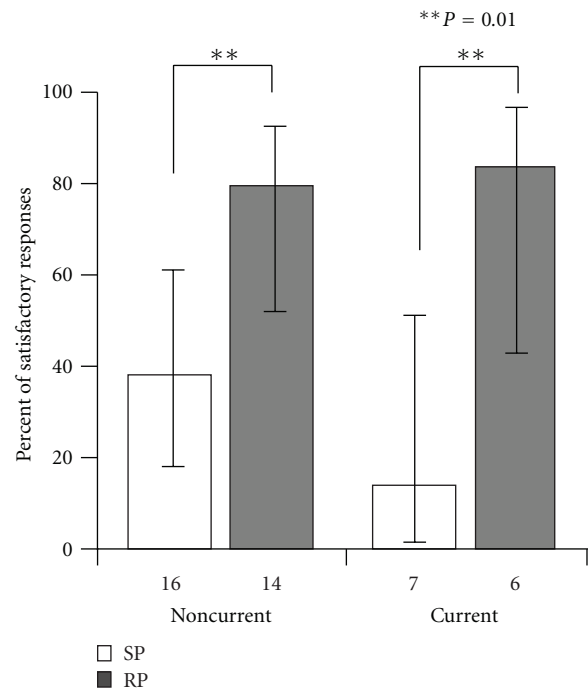 **P = 0.01
** **
100
80
60
40
20
0
Percent of satisfactory responses
16 14 7 6
Noncurrent Current
SP
RP